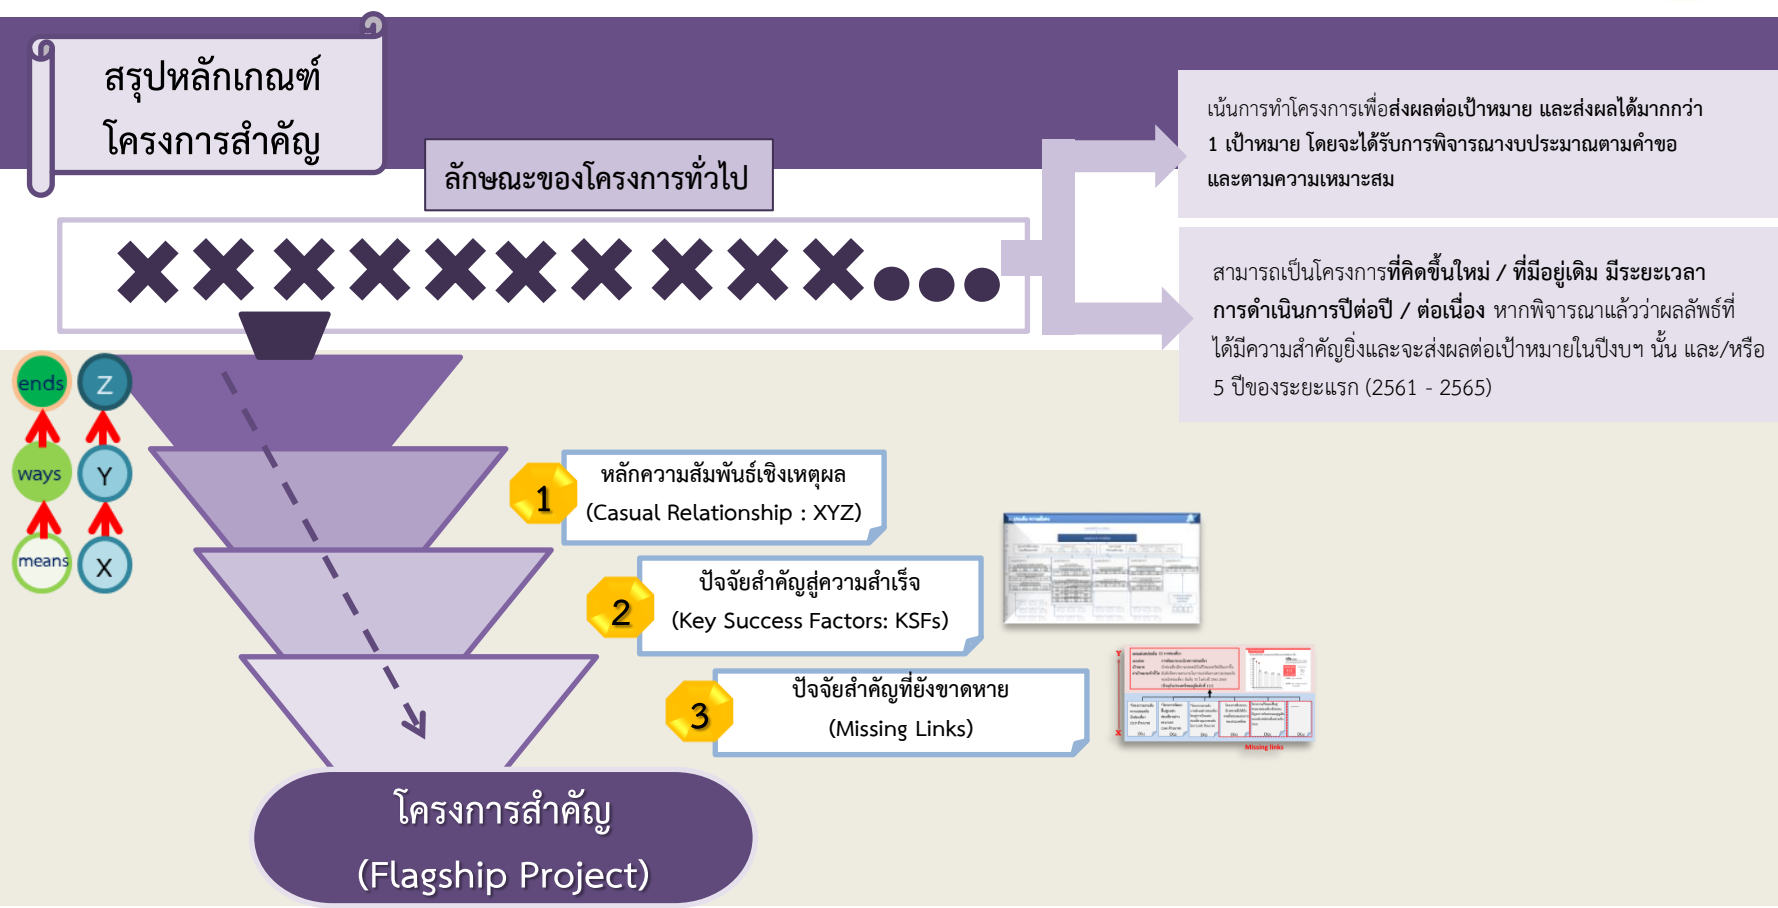 สรุปหลักเกณฑ์
โครงการสำคัญ
ลักษณะของโครงการทั่วไป
เน้นการทำโครงการเพื่อส่งผลต่อเป้าหมาย และส่งผลได้มากกว่า
1 เป้าหมาย โดยจะได้รับการพิจารณางบประมาณตามคำขอ
และตามความเหมาะสม
สามารถเป็นโครงการที่คิดขึ้นใหม่ / ที่มีอยู่เดิม มีระยะเวลา
การดำเนินการปีต่อปี / ต่อเนื่อง หากพิจารณาแล้วว่าผลลัพธ์ที่
ได้มีความสำคัญยิ่งและจะส่งผลต่อเป้าหมายในปีงบฯ นั้น และ/หรือ
5 ปีของระยะแรก (2561 - 2565)
ends
Z
ways
Y
means
X
1
หลักความสัมพันธ์เชิงเหตุผล
(Casual Relationship : XYZ)
2
ปัจจัยสำคัญสู่ความสำเร็จ
(Key Success Factors: KSFs)
3
ปัจจัยสำคัญที่ยังขาดหาย
(Missing Links)
Y
X
Missing links
โครงการสำคัญ
(Flagship Project)